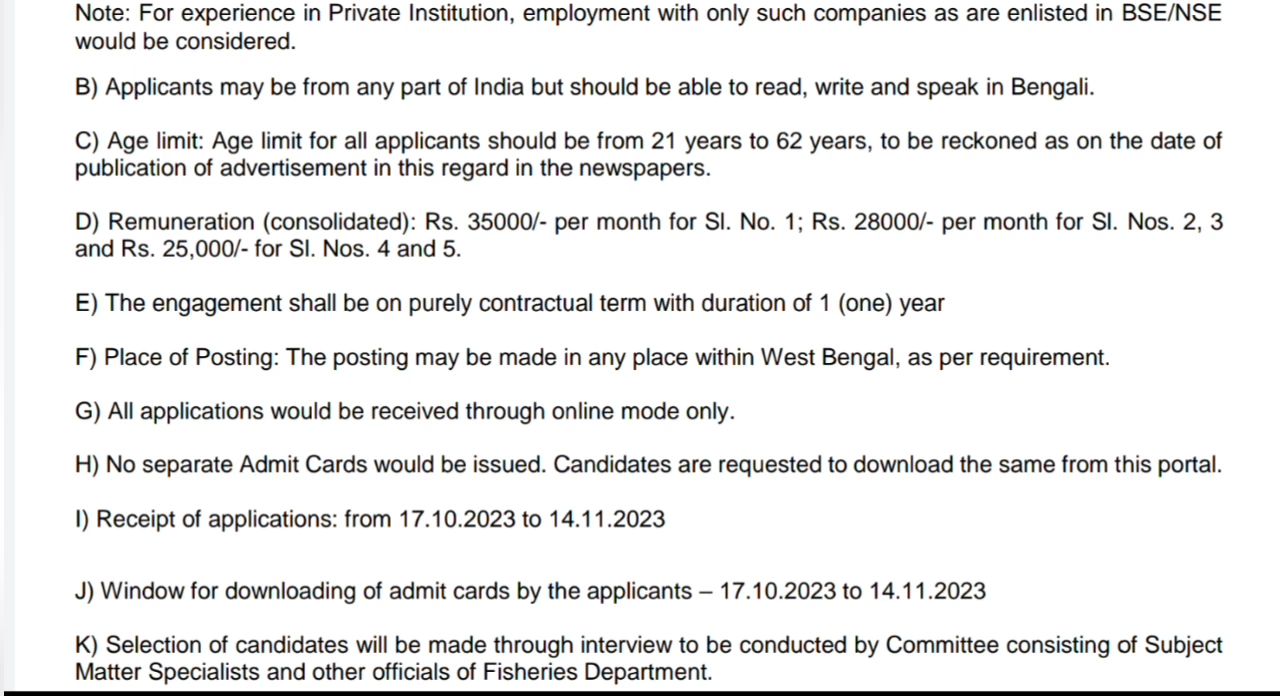 Note: For experience in Private Institution, employment with only such companies as are enlisted in BSE/NSE
would be considered.
B) Applicants may be from any part of India but should be able to read, write and speak in Bengali.
C) Age limit: Age limit for all applicants should be from 21 years to 62 years, to be reckoned as on the date of
publication of advertisement in this regard in the newspapers.
D) Remuneration (consolidated): Rs. 35000/- per month for Sl. No. 1; Rs. 28000/- per month for Sl. Nos. 2, 3
and Rs. 25,000/- for Sl. Nos. 4 and 5.
E) The engagement shall be on purely contractual term with duration of 1 (one) year
F) Place of Posting: The posting may be made in any place within West Bengal, as per requirement.
G) All applications would be received through online mode only.
H) No separate Admit Cards would be issued. Candidates are requested to download the same from this portal.
I) Receipt of applications: from 17.10.2023 to 14.11.2023
J) Window for downloading of admit cards by the applicants – 17.10.2023 to 14.11.2023
K) Selection of candidates will be made through interview to be conducted by Committee consisting of Subject
Matter Specialists and other officials of Fisheries Department.